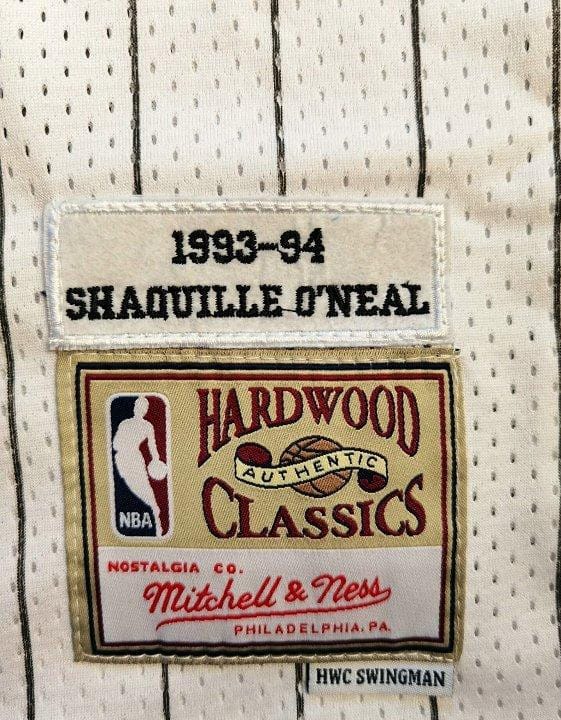 1993-94
SHAQUILLE O'NEAL
HARDWOOD
AUTHENTIC
CLASSICS
NBA
NOSTALGIA CO.
Mitchell & Ness
PHILADELPHIA, PA.
HWC SWINGMAN